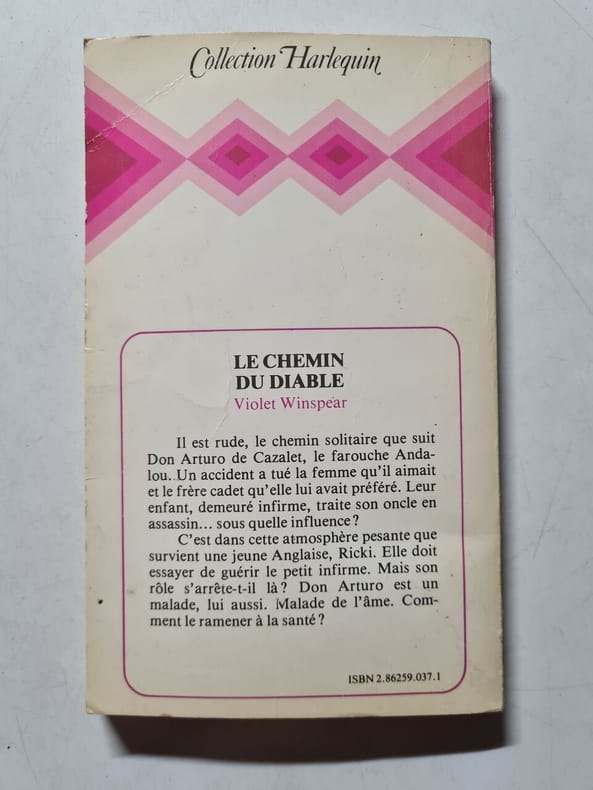 Collection Harlequin
LE CHEMIN
DU DIABLE
Violet Winspear
Il est rude, le chemin solitaire que suit
Don Arturo de Cazalet, le farouche Anda-
lou. Un accident a tué la femme qu'il aimait
et le frère cadet qu'elle lui avait préféré. Leur
enfant, demeuré infirme, traite son oncle en
assassin... sous quelle influence?
C'est dans cette atmosphère pesante que
survient une jeune Anglaise, Ricki. Elle doit
essayer de guérir le petit infirme. Mais son
rôle s'arrête-t-il là? Don Arturo est un
malade, lui aussi. Malade de l'âme. Com-
ment le ramener à la santé?
ISBN 2.86259.037.1